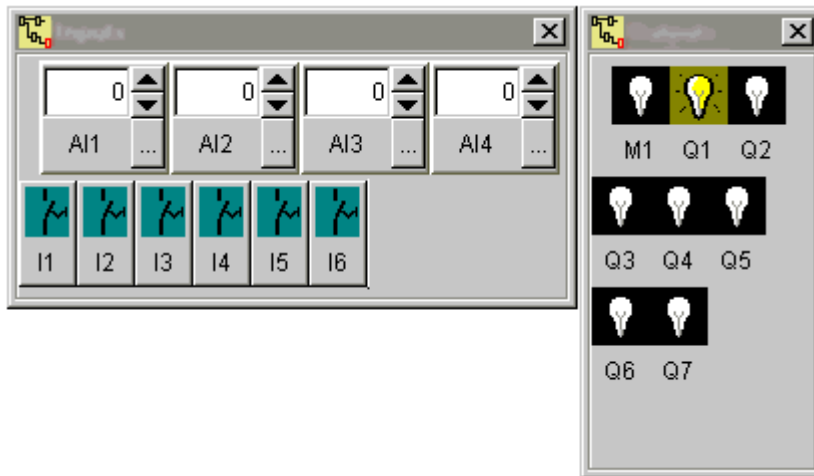 0 0 0 0
AI1 ... AI2 ... AI3 ... AI4 ...
I1 I2 I3 I4 I5 I6
M1 Q1 Q2
Q3 Q4 Q5
Q6 Q7